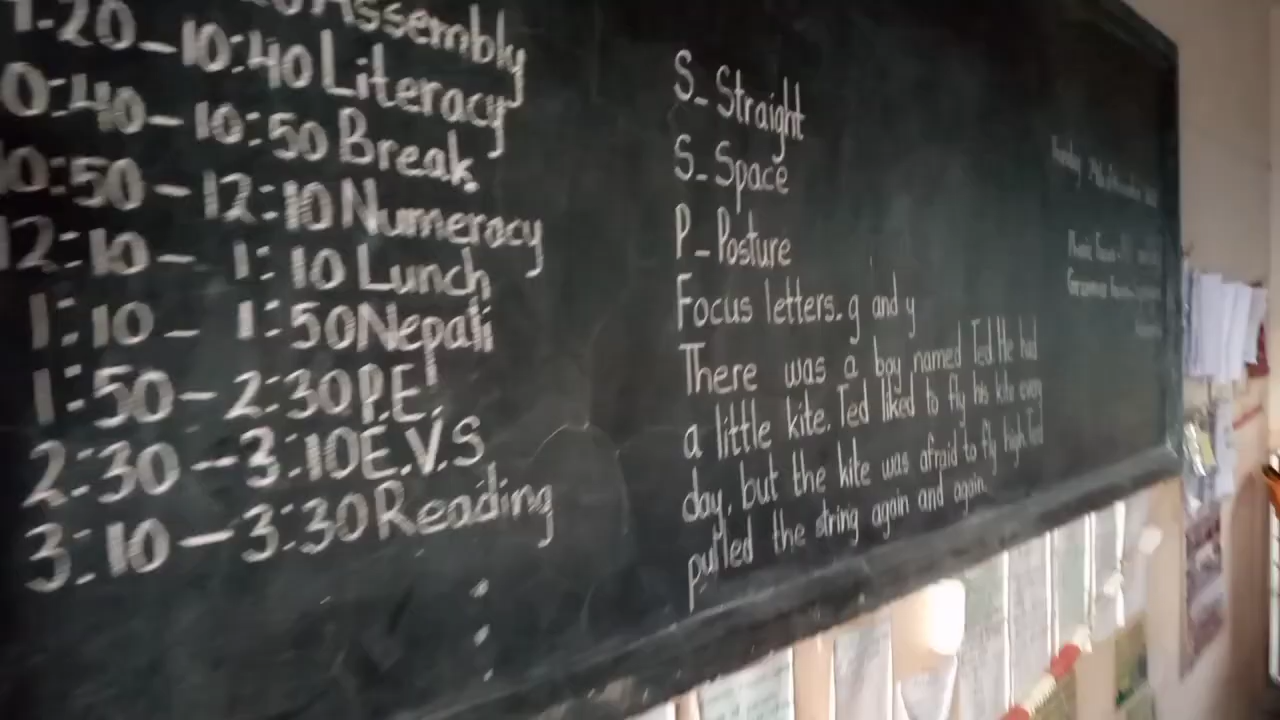 Assembly
-10:40 Literacy
10:40-10:50 Break
10:50-12:10 Numeracy
12:10-1:10 Lunch
1:10-1:50 Nepali
1:50-2:30 P.E.
2:30-3:10 E.V.S
3:10-3:30 Reading
S-Straight
S-Space
P-Posture
Focus letters. g and y
There was a boy named Ted He had
a little kite. Ted liked to fly his kite every
day, but the kite was afraid to fly high. Ted
pulled the string again and again.